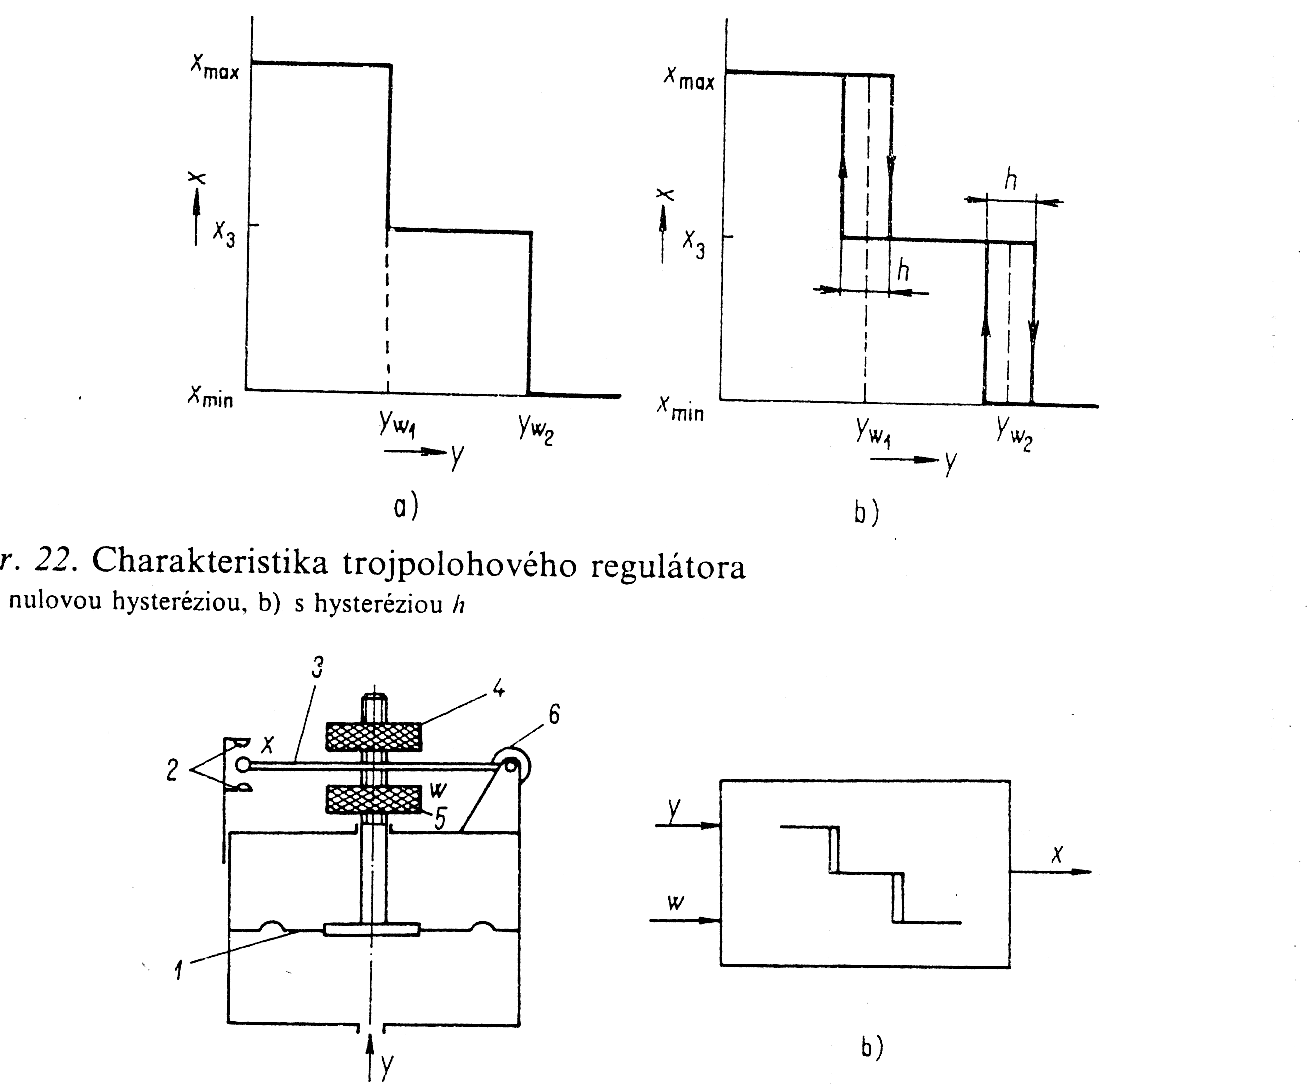 x_max
x
x_3
x_min
y_w1
y_w2
y
a)
x_max
x
h
x_3
h
x_min
y_w1
y_w2
y
b)
r. 22. Charakteristika trojpolohového regulátora
nulovou hysteréziou, b) s hysteréziou h
3
4
6
x
2
w
5
1
y
y
w
x
b)